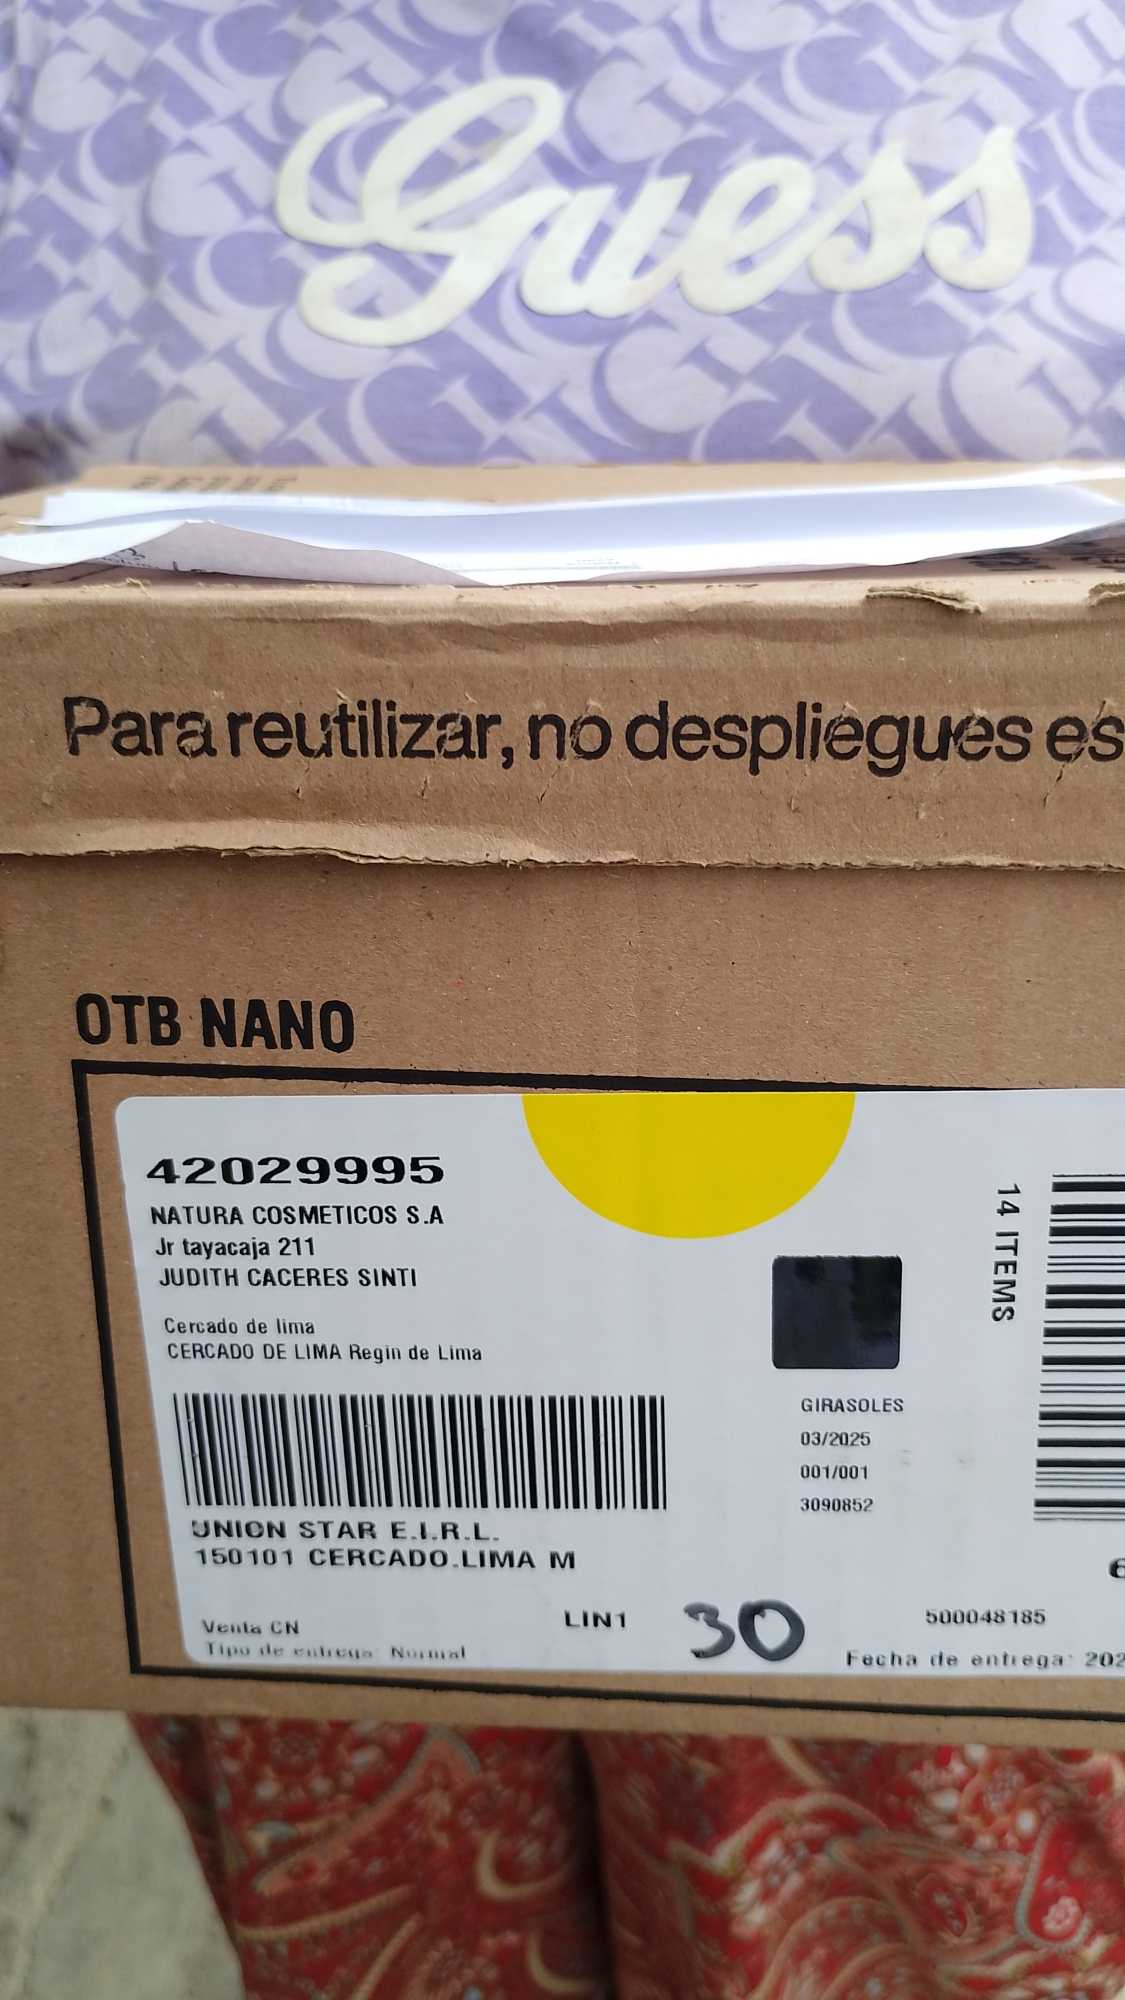 Guess
Para reutilizar, no despliegues es
OTB NANO
42029995
NATURA COSMETICOS S.A
Jr tayacaja 211
JUDITH CACERES SINTI
Cercado de lima
CERCADO DE LIMA Regin de Lima
14 ITEMS
GIRASOLES
03/2025
001/001
3090852
UNION STAR E.I.R.L.
150101 CERCADO.LIMA M
6
Venta CN
LIN1
30
500048185
Tipo de entrega: Normal
Fecha de entrega: 202